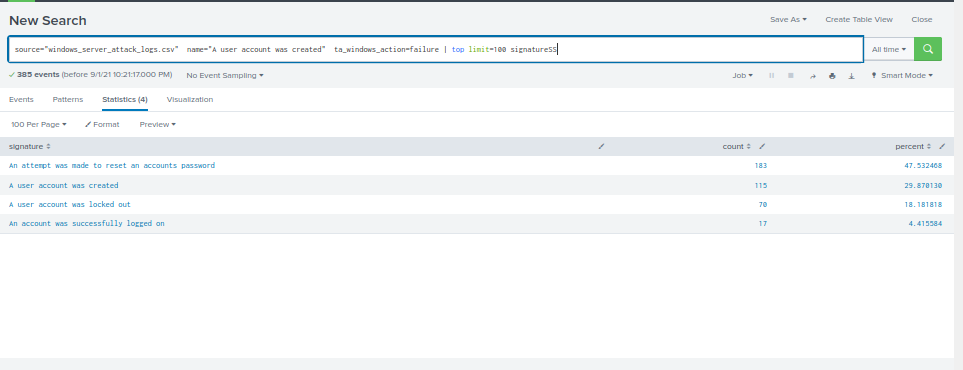 New Search
Save As ▾ Create Table View Close
source="windows_server_attack_logs.csv" name="A user account was created" ta_windows_action=failure | top limit=100 signatureSS
All time ▾
✓ 385 events (before 9/1/21 10:21:17.000 PM) No Event Sampling ▾
Job ▾ Smart Mode ▾
Events Patterns Statistics (4) Visualization
100 Per Page ▾ Format Preview ▾
signature count percent
An attempt was made to reset an accounts password 183 47.532468
A user account was created 115 29.870130
A user account was locked out 70 18.181818
An account was successfully logged on 17 4.415584